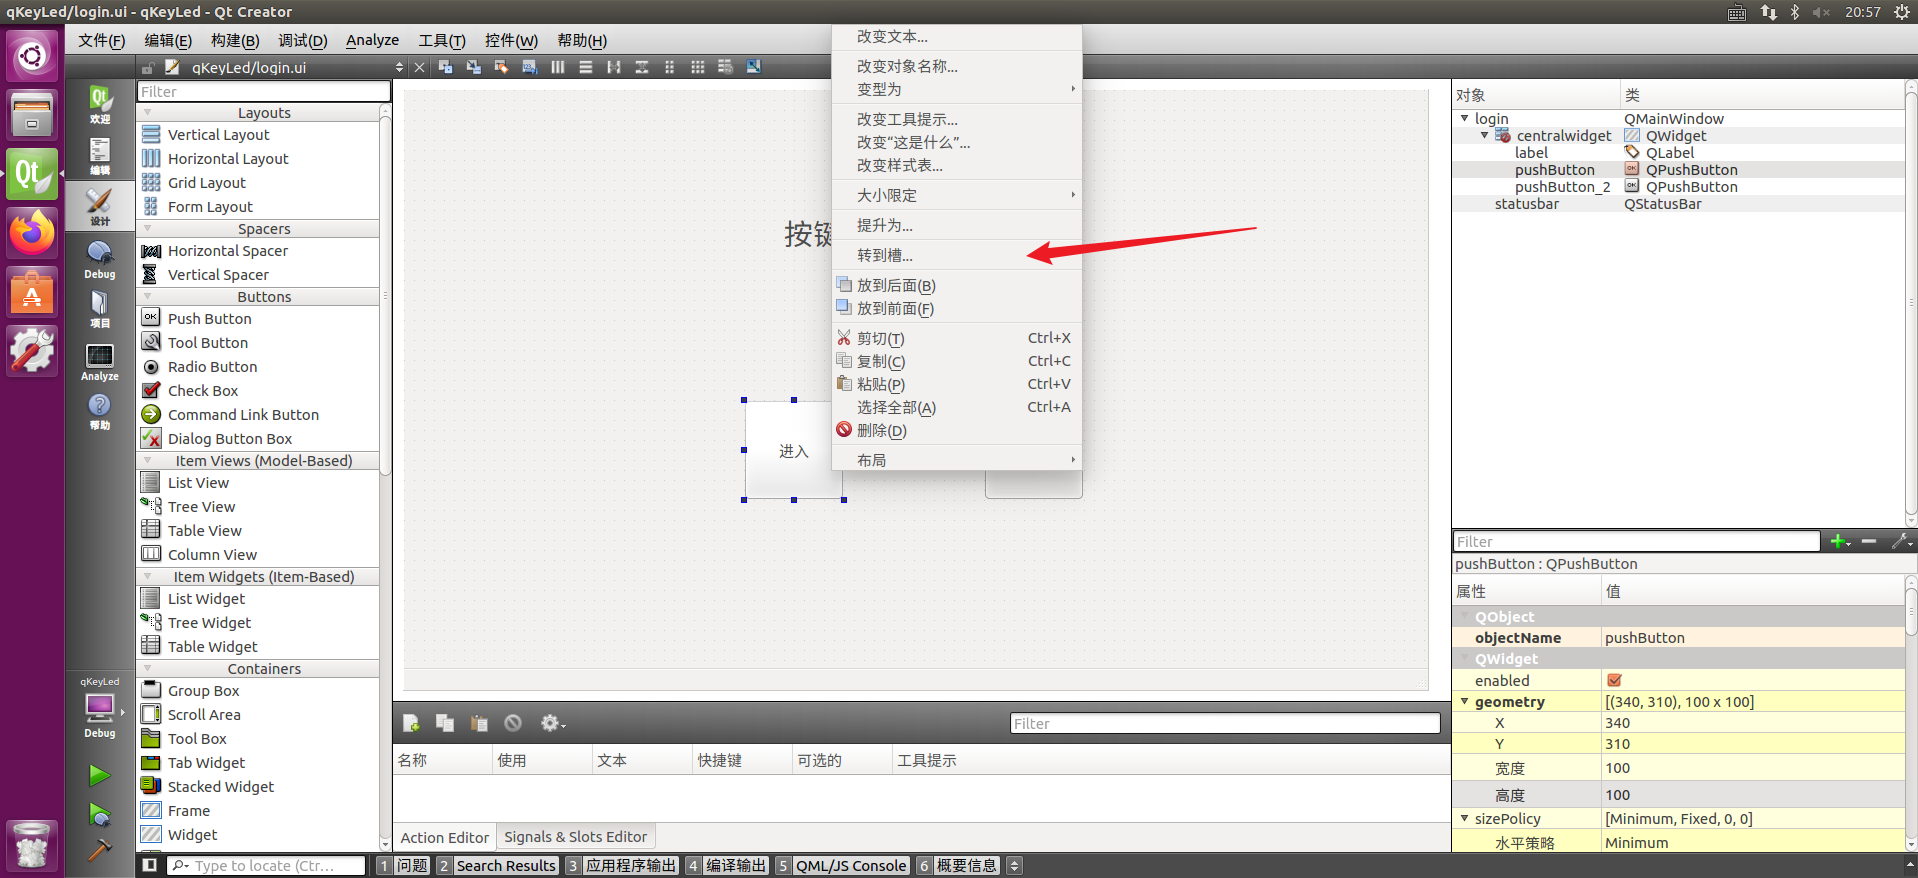 qKeyLed/login.ui - qKeyLed - Qt Creator
20:57
文件(F) 编辑(E) 构建(B) 调试(D) Analyze 工具(T) 控件(W) 帮助(H)
qKeyLed/login.ui
Qt
欢迎
编辑
设计
Debug
项目
Analyze
帮助
qKeyLed
Debug
Filter
Layouts
Vertical Layout
Horizontal Layout
Grid Layout
Form Layout
Spacers
Horizontal Spacer
Vertical Spacer
Buttons
Push Button
Tool Button
Radio Button
Check Box
Command Link Button
Dialog Button Box
Item Views (Model-Based)
List View
Tree View
Table View
Column View
Item Widgets (Item-Based)
List Widget
Tree Widget
Table Widget
Containers
Group Box
Scroll Area
Tool Box
Tab Widget
Stacked Widget
Frame
Widget
进入
改变文本...
改变对象名称...
变型为
改变工具提示...
改变“这是什么”...
改变样式表...
大小限定
提升为...
转到槽...
放到后面(B)
放到前面(F)
剪切(T) Ctrl+X
复制(C) Ctrl+C
粘贴(P) Ctrl+V
选择全部(A) Ctrl+A
删除(D)
布局
Filter
名称 使用 文本 快捷键 可选的 工具提示
Action Editor Signals & Slots Editor
对象 类
login QMainWindow
centralwidget QWidget
label QLabel
pushButton QPushButton
pushButton_2 QPushButton
statusbar QStatusBar
Filter
pushButton : QPushButton
属性 值
QObject
objectName pushButton
QWidget
enabled
geometry [(340, 310), 100 x 100]
X 340
Y 310
宽度 100
高度 100
sizePolicy [Minimum, Fixed, 0, 0]
水平策略 Minimum
Type to locate (Ctr...
1 问题 2 Search Results 3 应用程序输出 4 编译输出 5 QML/JS Console 6 概要信息